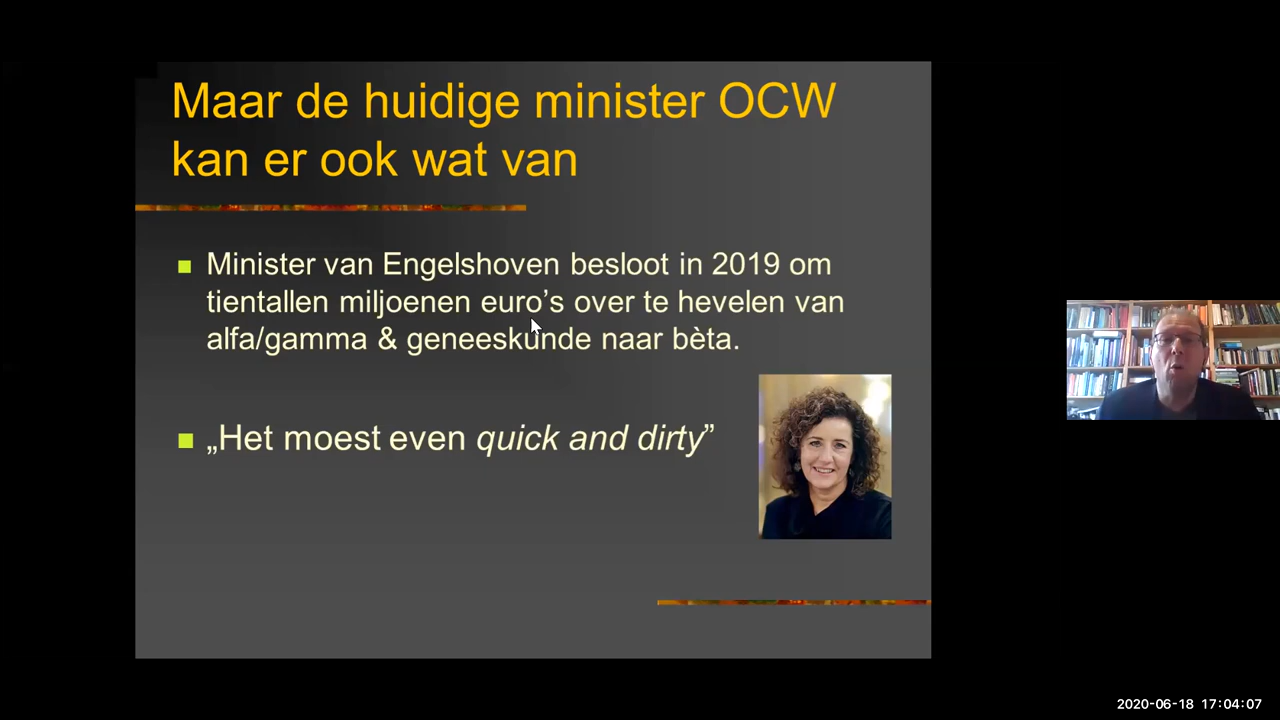 Maar de huidige minister OCW
kan er ook wat van
Minister van Engelshoven besloot in 2019 om
tientallen miljoenen euro’s over te hevelen van
alfa/gamma & geneeskunde naar bèta.
„Het moest even quick and dirty”
2020-06-18 17:04:07